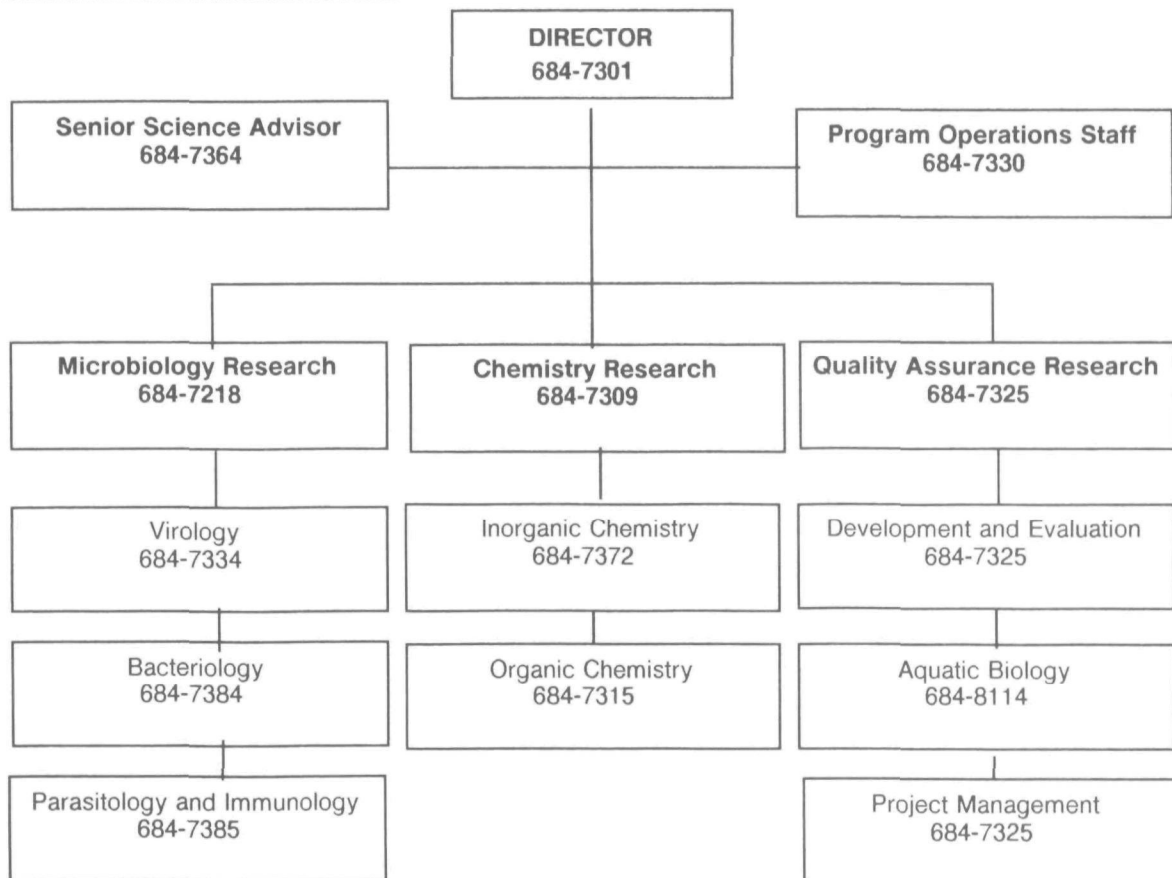 DIRECTOR
684-7301
Senior Science Advisor
684-7364
Program Operations Staff
684-7330
Microbiology Research
684-7218
Chemistry Research
684-7309
Quality Assurance Research
684-7325
Virology
684-7334
Inorganic Chemistry
684-7372
Development and Evaluation
684-7325
Bacteriology
684-7384
Organic Chemistry
684-7315
Aquatic Biology
684-8114
Parasitology and Immunology
684-7385
Project Management
684-7325